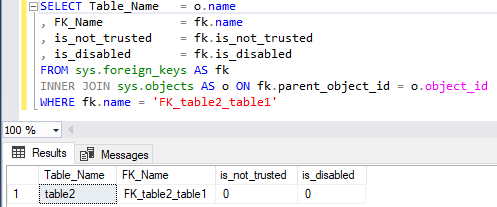 SELECT Table_Name = o.name
, FK_Name = fk.name
, is_not_trusted = fk.is_not_trusted
, is_disabled = fk.is_disabled
FROM sys.foreign_keys AS fk
INNER JOIN sys.objects AS o ON fk.parent_object_id = o.object_id
WHERE fk.name = 'FK_table2_table1'
100 %
Results Messages
Table_Name FK_Name is_not_trusted is_disabled
1 table2 FK_table2_table1 0 0